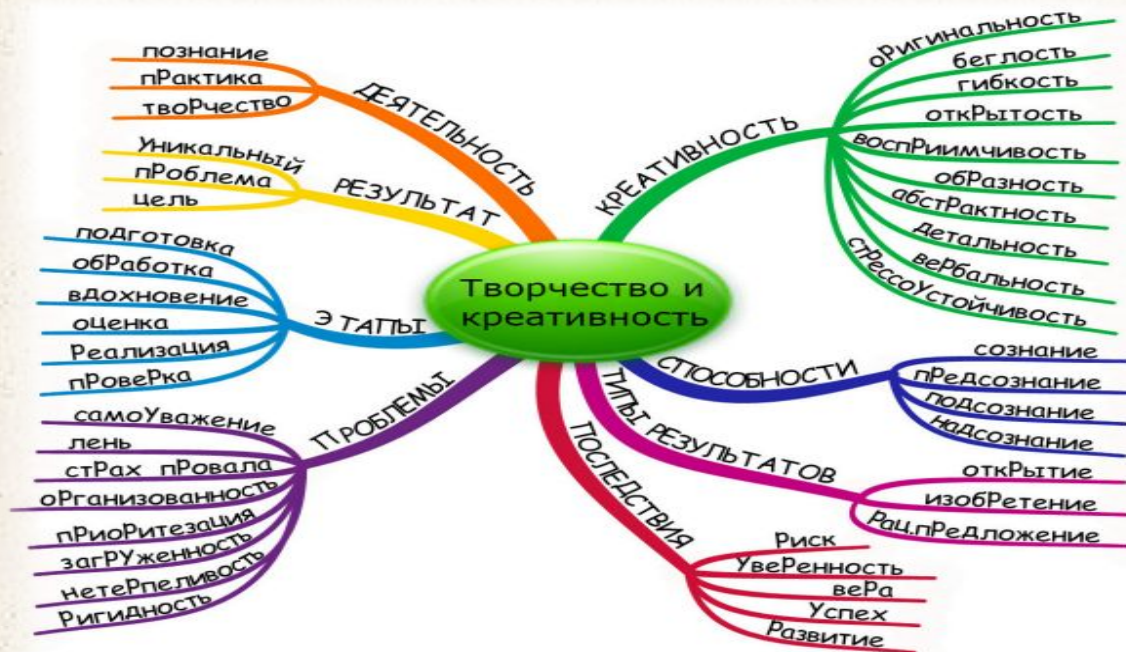 Творчество и
креативность
ДЕЯТЕЛЬНОСТЬ
познание
пРактика
твоРчество
РЕЗУЛЬТАТ
Уникальный
пРоблема
цель
ЭТАПЫ
подготовка
обРаботка
вдохновение
оценка
Реализация
пРовеРка
ПРОБЛЕМЫ
самоУважение
лень
стРах пРовала
оРганизованность
пРиоРитезация
загРУженность
нетеРпеливость
Ригидность
КРЕАТИВНОСТЬ
оРигинальность
беглость
гибкость
откРытость
воспРиимчивость
обРазность
абстРактность
детальность
веРбальность
стРессоУстойчивость
СПОСОБНОСТИ
сознание
пРедсознание
подсознание
надсознание
ТИПЫ РЕЗУЛЬТАТОВ
откРытие
изобРетение
Рац.пРедложение
ПОСЛЕДСТВИЯ
Риск
УвеРенность
веРа
Успех
Развитие